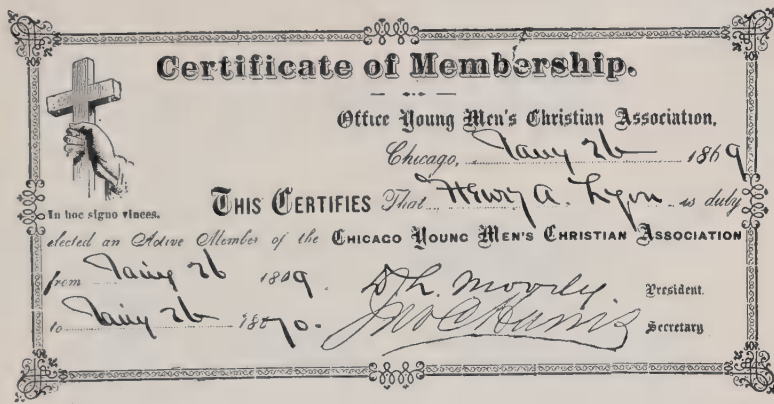 Certificate of Membership.
Office Young Men's Christian Association,
Chicago, Jany 26 1869
In hoc signo vinces.
THIS CERTIFIES That Henry A. Lyon is duly
elected an Active Member of the CHICAGO YOUNG MEN'S CHRISTIAN ASSOCIATION
from Jany 26 1869. D. L. Moody President.
to Jany 26 1870. Jno C Harris Secretary